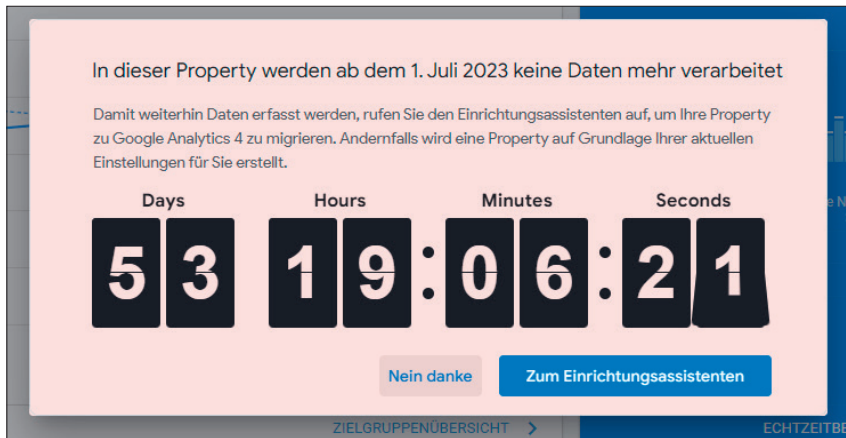 In dieser Property werden ab dem 1. Juli 2023 keine Daten mehr verarbeitet
Damit weiterhin Daten erfasst werden, rufen Sie den Einrichtungsassistenten auf, um Ihre Property
zu Google Analytics 4 zu migrieren. Andernfalls wird eine Property auf Grundlage Ihrer aktuellen
Einstellungen für Sie erstellt.
Days Hours Minutes Seconds
53 19:06:21
Nein danke Zum Einrichtungsassistenten
ZIELGRUPPENÜBERSICHT > ECHTZEITBE